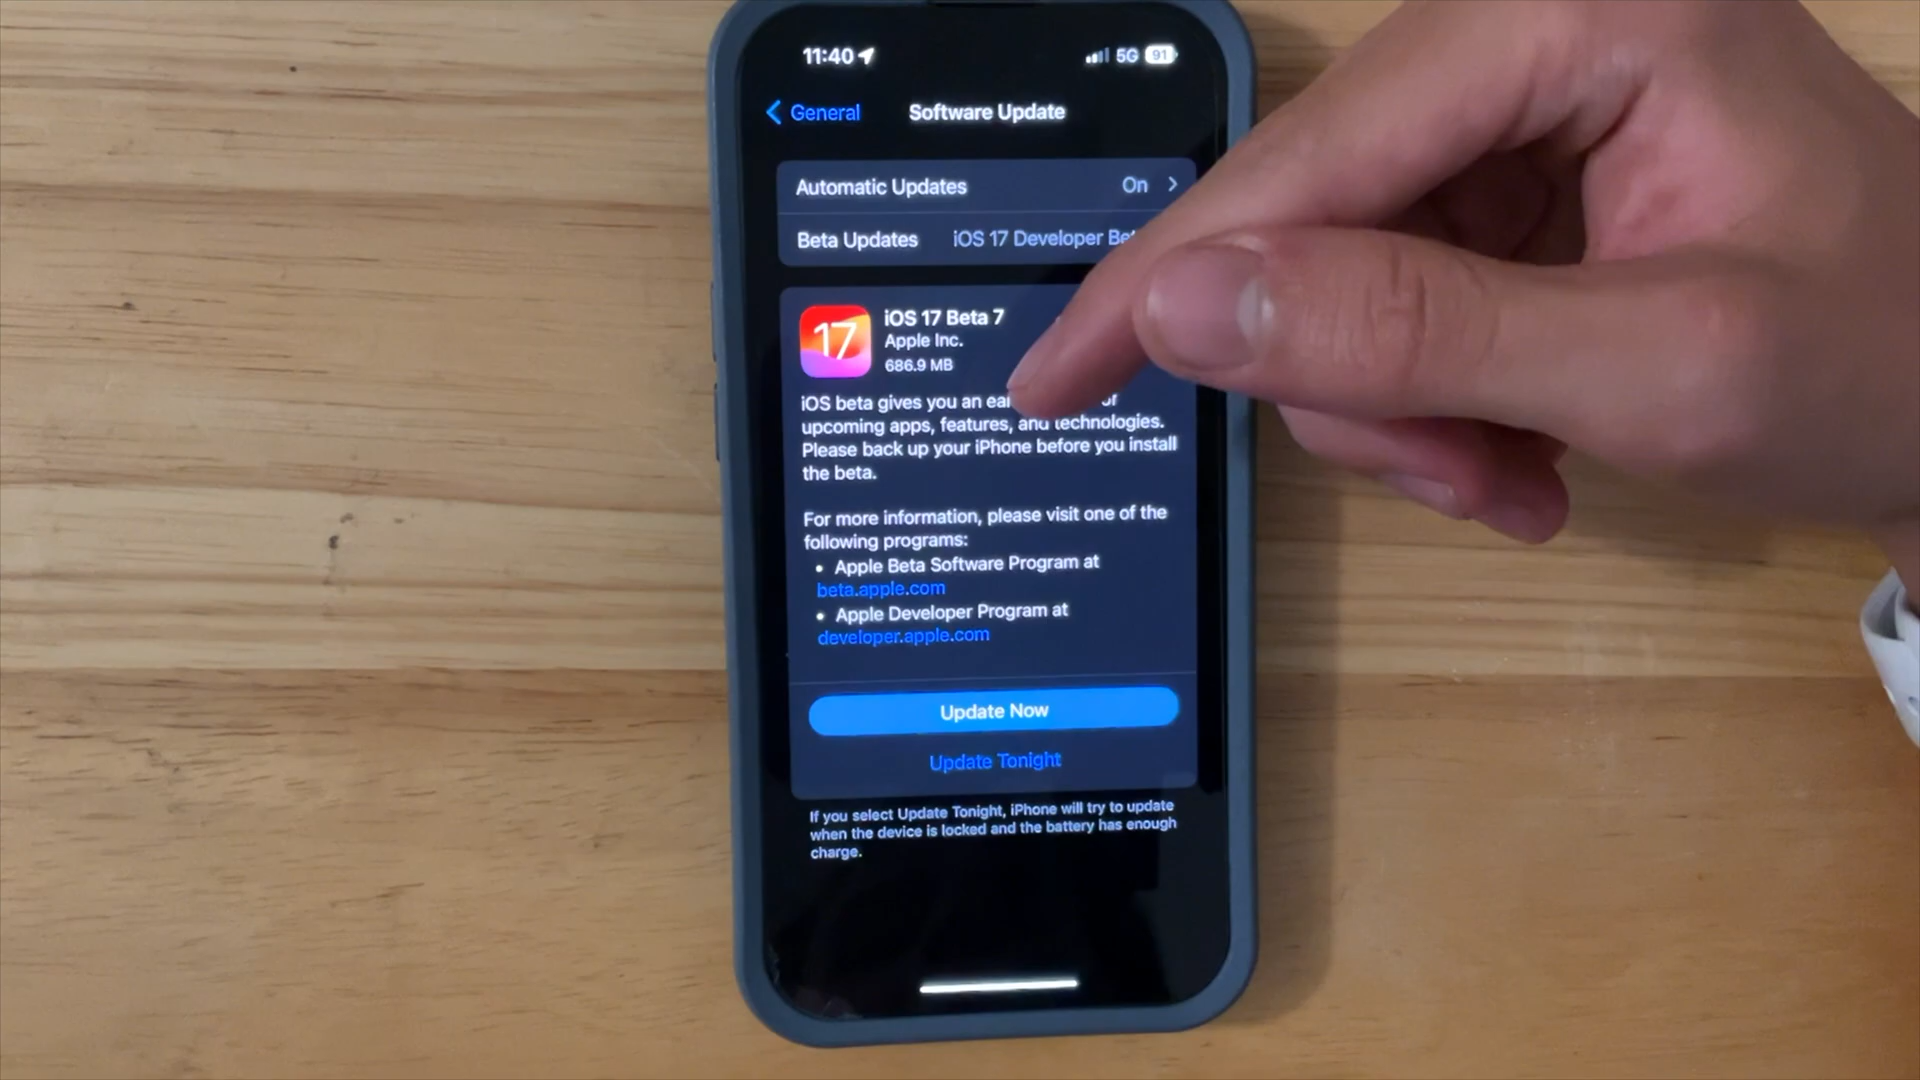 11:40 5G 91
General Software Update
Automatic Updates On
Beta Updates iOS 17 Developer
17
iOS 17 Beta 7
Apple Inc.
686.9 MB
iOS beta gives you an
upcoming apps, features, and technologies.
Please back up your iPhone before you install
the beta.
For more information, please visit one of the
following programs:
• Apple Beta Software Program at
beta.apple.com
• Apple Developer Program at
developer.apple.com
Update Now
Update Tonight
If you select Update Tonight, iPhone will try to update
when the device is locked and the battery has enough
charge.